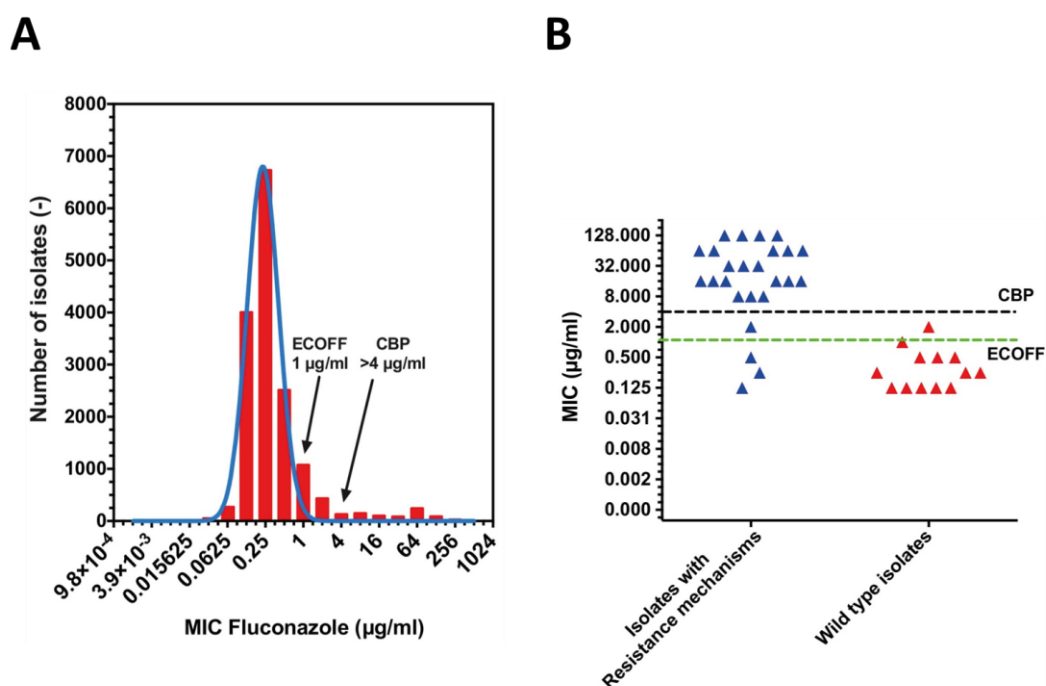 A
B
8000
7000
6000
5000
4000
3000
2000
1000
0
Number of isolates (-)
ECOFF
1 µg/ml
CBP
>4 µg/ml
9.8×10⁻⁴
3.9×10⁻³
0.015625
0.0625
0.25
1
4
16
64
256
1024
MIC Fluconazole (µg/ml)
128.000
32.000
8.000
2.000
0.500
0.125
0.031
0.008
0.002
0.000
MIC (µg/ml)
CBP
ECOFF
Isolates with
Resistance mechanisms
Wild type isolates